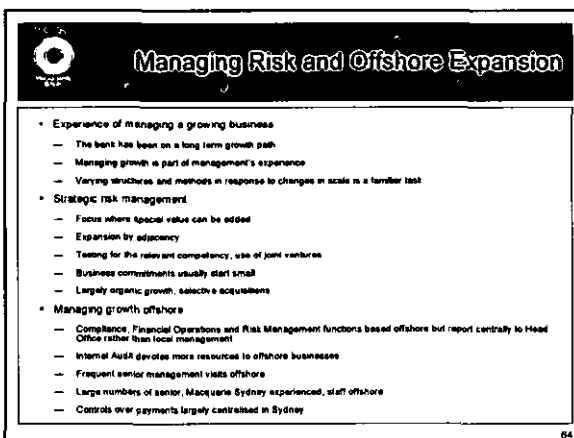 Managing Risk and Offshore Expansion
• Experience of managing a growing business
— The bank has been on a long term growth path
— Managing growth is part of management's experience
— Varying structures and methods in response to changes in scale is a familiar task
• Strategic risk management
— Focus where special value can be added
— Expansion by adjacency
— Testing for the relevant competency, use of joint ventures
— Business commitments usually start small
— Largely organic growth, selective acquisitions
• Managing growth offshore
— Compliance, Financial Operations and Risk Management functions based offshore but report centrally to Head
Office rather than local management
— Internal Audit devotes more resources to offshore businesses
— Frequent senior management visits offshore
— Large numbers of senior, Macquarie Sydney experienced, staff offshore
— Controls over payments largely centralised in Sydney
64